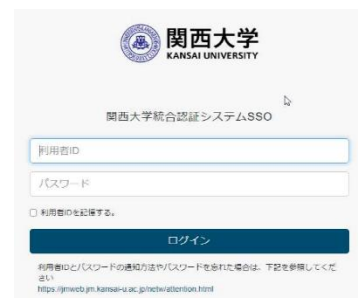 関西大学
KANSAI UNIVERSITY
関西大学統合認証システムSSO
利用者ID
パスワード
利用者IDを記憶する。
ログイン
利用者IDとパスワードの通知方法やパスワードを忘れた場合は、下記を参照してくだ
さい
https://jmweb.jm.kansai-u.ac.jp/netw/attention.html